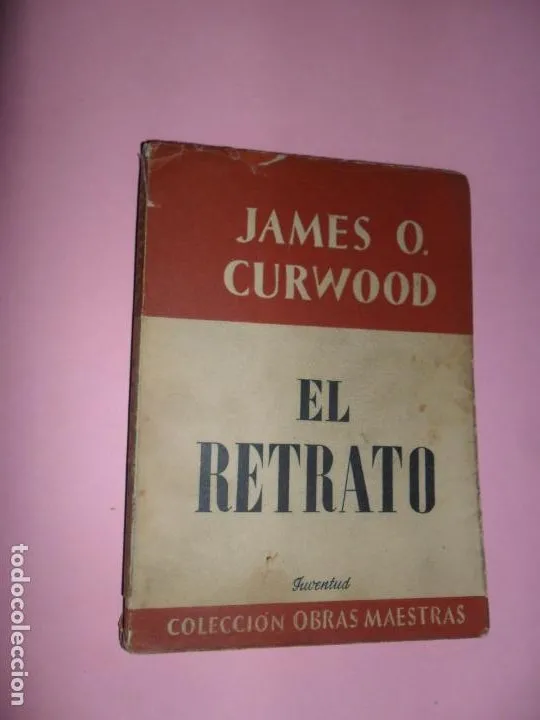 JAMES O.
CURWOOD
EL
RETRATO
Juventud
COLECCIÓN OBRAS MAESTRAS
todocoleccion